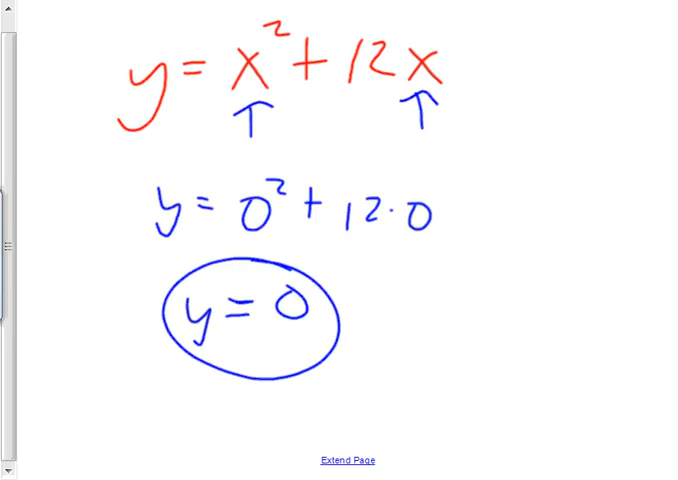 y = x² + 12x
↑ ↑
y = 0² + 12 · 0
y = 0
Extend Page